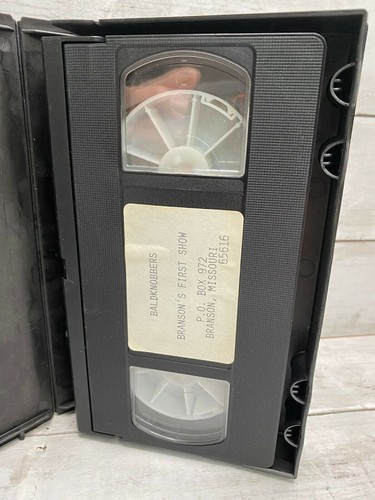 BALDKNOBBERS
BRANSON'S FIRST SHOW
P.O. BOX 972
BRANSON, MISSOURI
65616